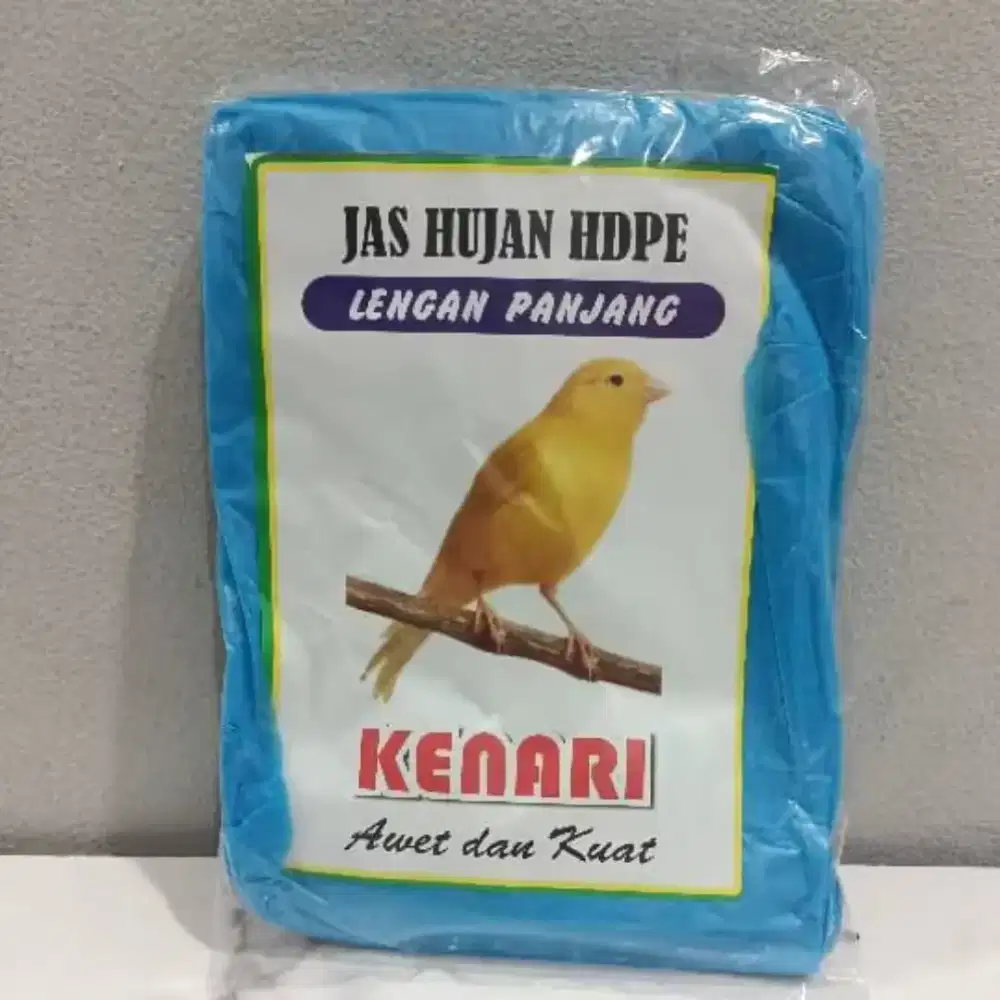 JAS HUJAN HDPE
LENGAN PANJANG
KENARI
Awet dan Kuat